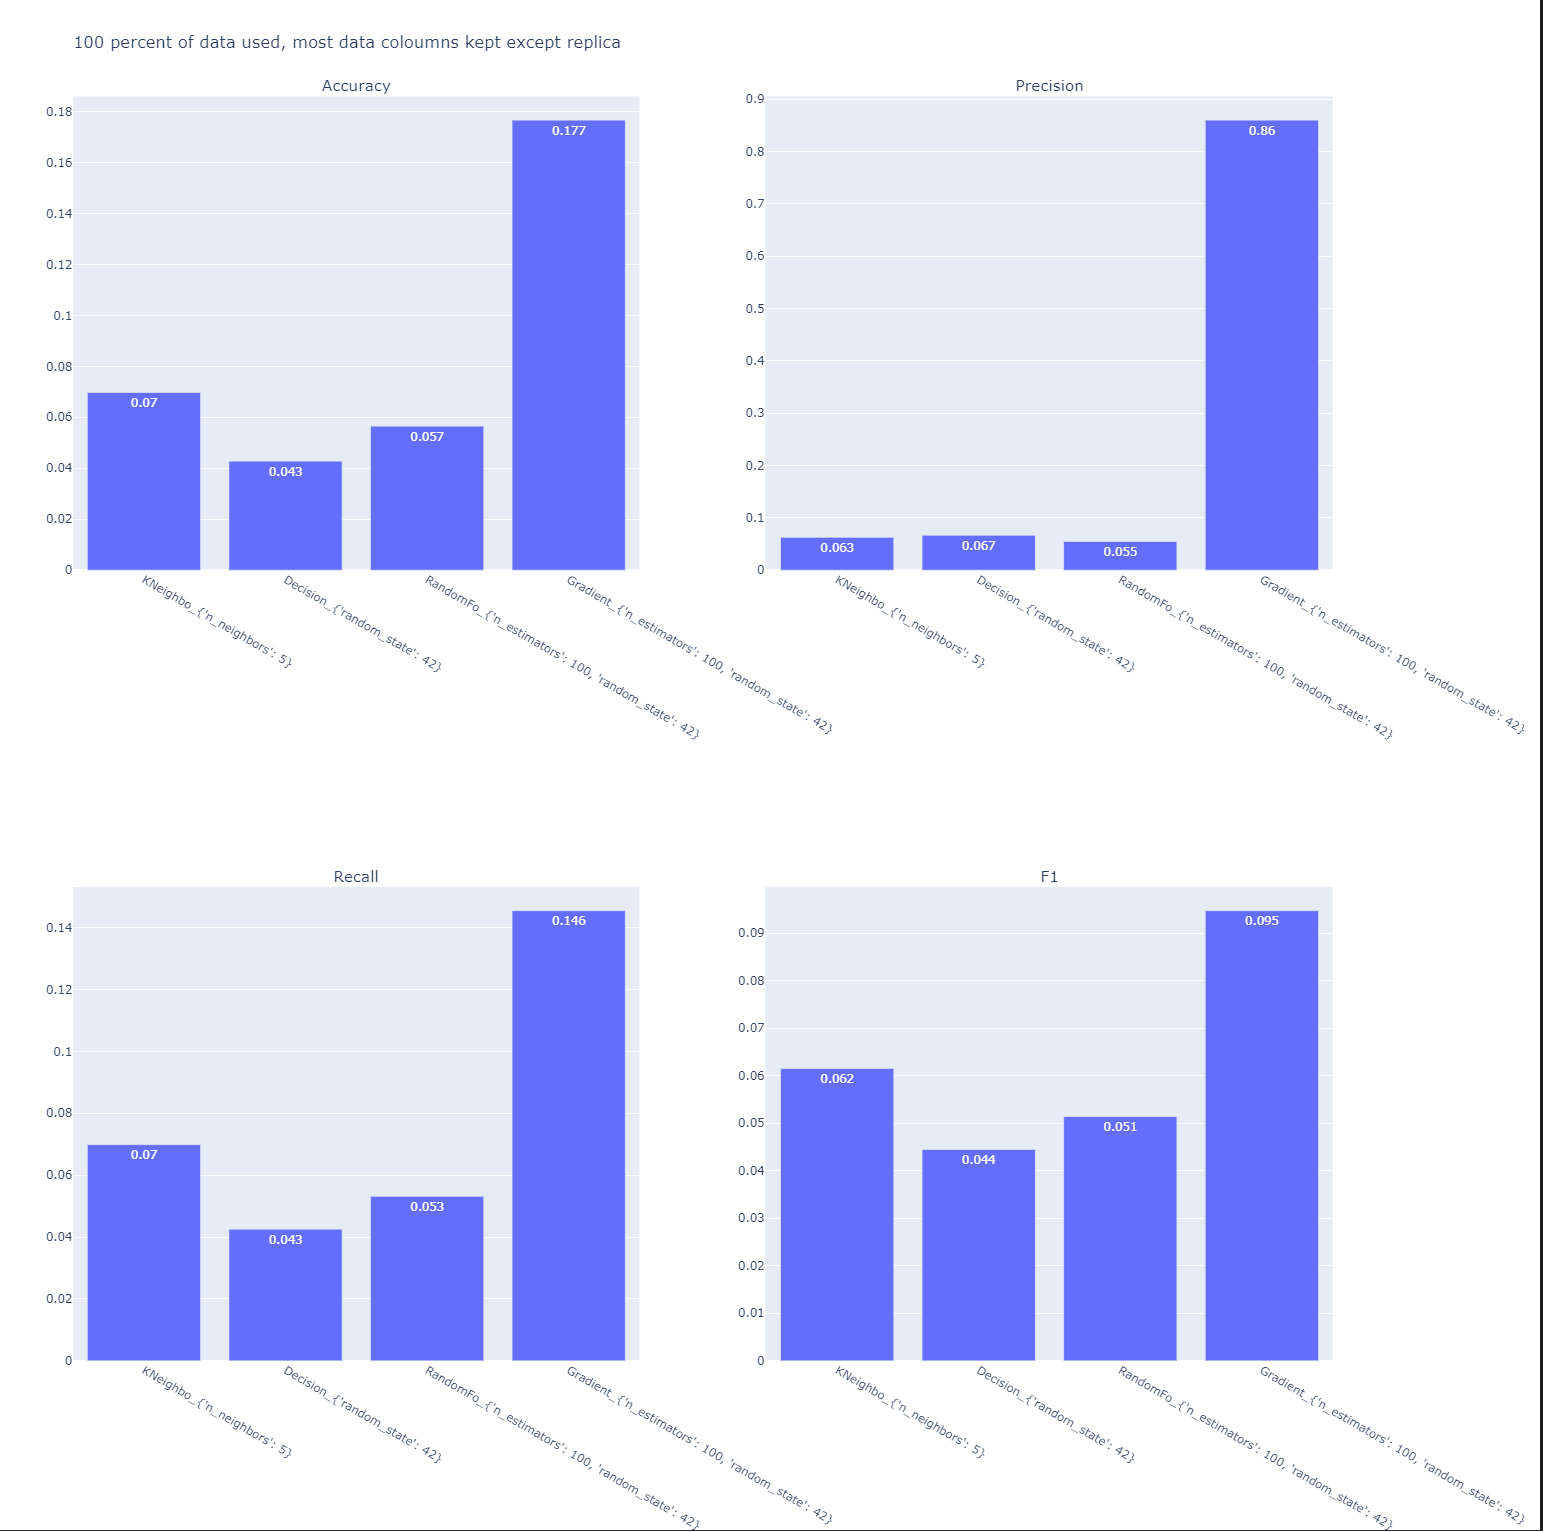 100 percent of data used, most data coloumns kept except replica
Accuracy
0.18
0.16
0.14
0.12
0.1
0.08
0.06
0.04
0.02
0
0.07
0.043
0.057
0.177
KNeighbo_{'n_neighbors': 5}
Decision_{'random_state': 42}
RandomFo_{'n_estimators': 100, 'random_state': 42}
Gradient_{'n_estimators': 100, 'random_state': 42}
Precision
0.9
0.8
0.7
0.6
0.5
0.4
0.3
0.2
0.1
0
0.063
0.067
0.055
0.86
KNeighbo_{'n_neighbors': 5}
Decision_{'random_state': 42}
RandomFo_{'n_estimators': 100, 'random_state': 42}
Gradient_{'n_estimators': 100, 'random_state': 42}
Recall
0.14
0.12
0.1
0.08
0.06
0.04
0.02
0
0.07
0.043
0.053
0.146
KNeighbo_{'n_neighbors': 5}
Decision_{'random_state': 42}
RandomFo_{'n_estimators': 100, 'random_state': 42}
Gradient_{'n_estimators': 100, 'random_state': 42}
F1
0.09
0.08
0.07
0.06
0.05
0.04
0.03
0.02
0.01
0
0.062
0.044
0.051
0.095
KNeighbo_{'n_neighbors': 5}
Decision_{'random_state': 42}
RandomFo_{'n_estimators': 100, 'random_state': 42}
Gradient_{'n_estimators': 100, 'random_state': 42}